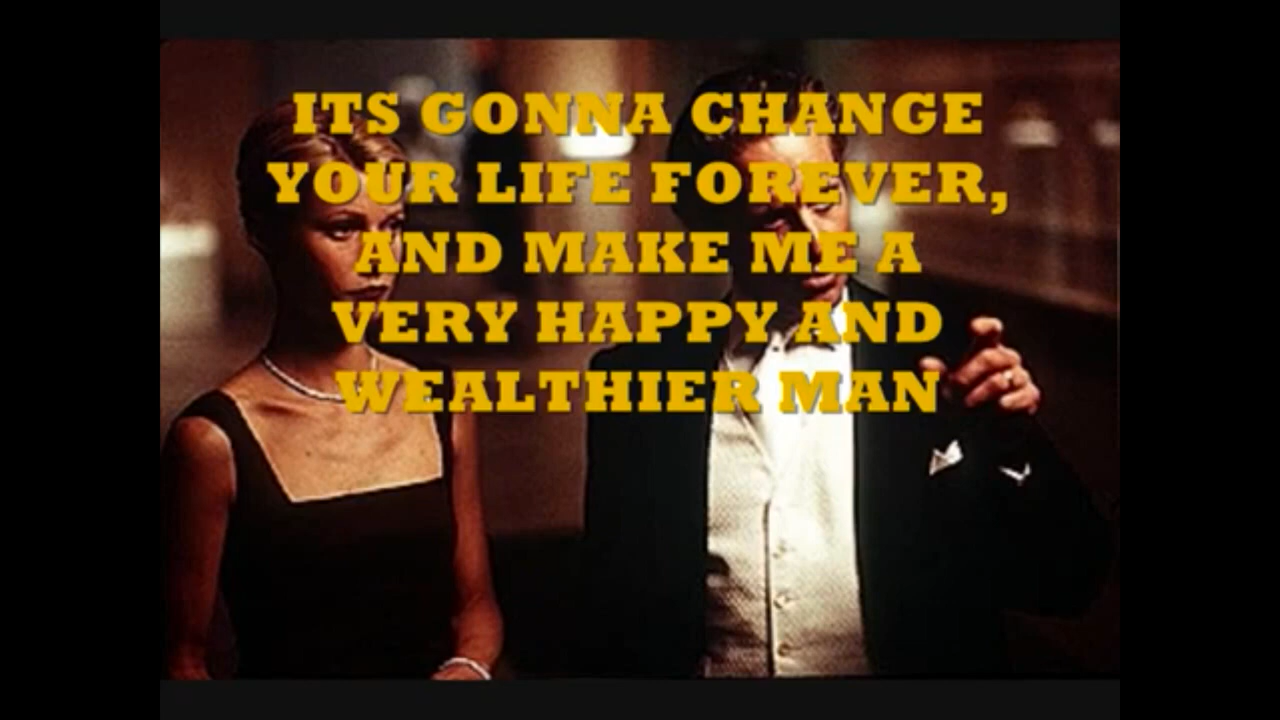 ITS GONNA CHANGE
YOUR LIFE FOREVER,
AND MAKE ME A
VERY HAPPY AND
WEALTHIER MAN